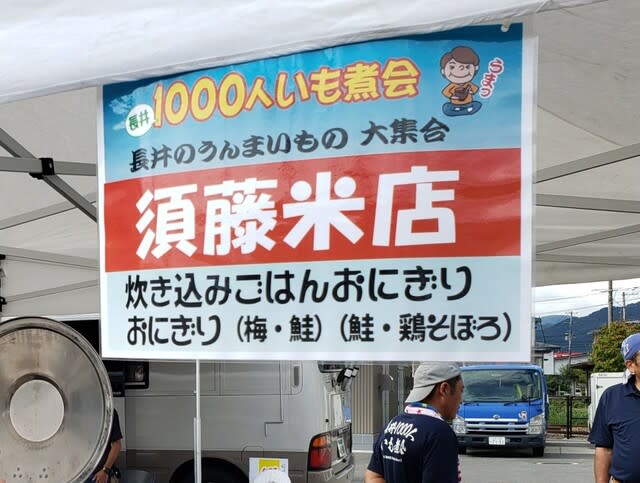 長井
1000人いも煮会
うまっ
長井のうんまいもの 大集合
須藤米店
炊き込みごはんおにぎり
おにぎり（梅・鮭）（鮭・鶏そぼろ）